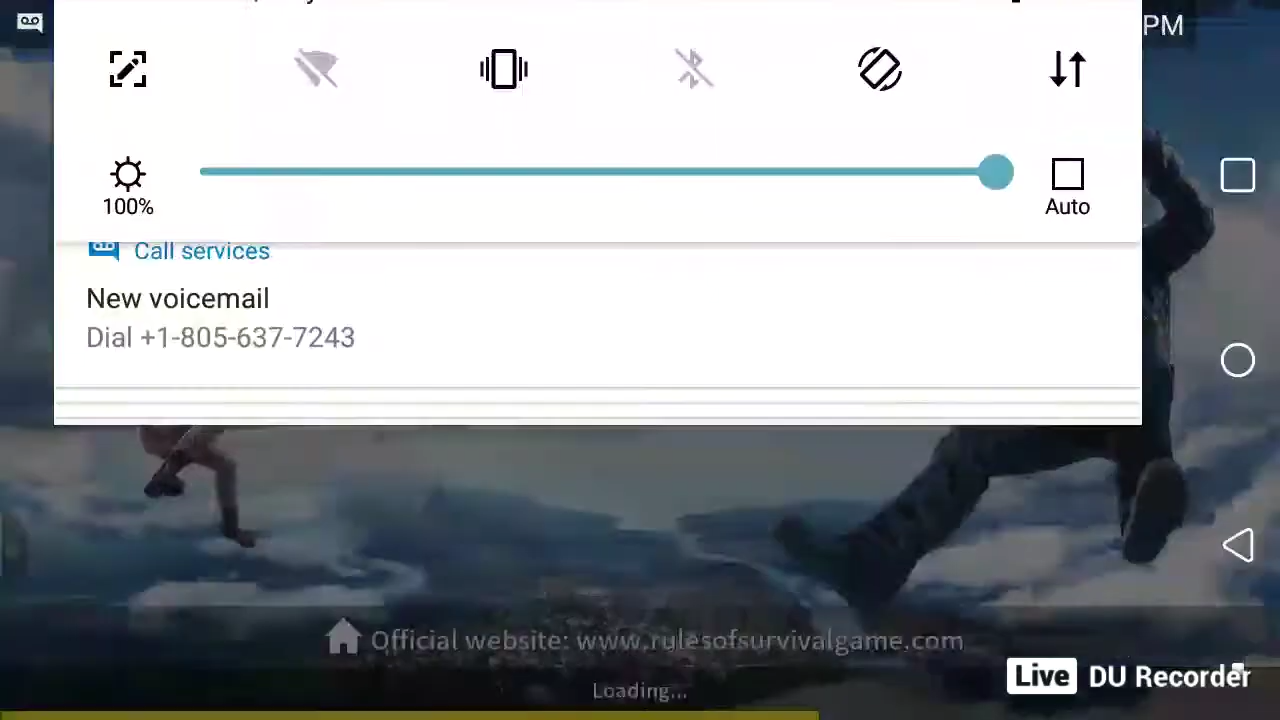 PM
100%
Auto
Call services
New voicemail
Dial +1-805-637-7243
Official website: www.rulesofsurvivalgame.com
Live DU Recorder
Loading...